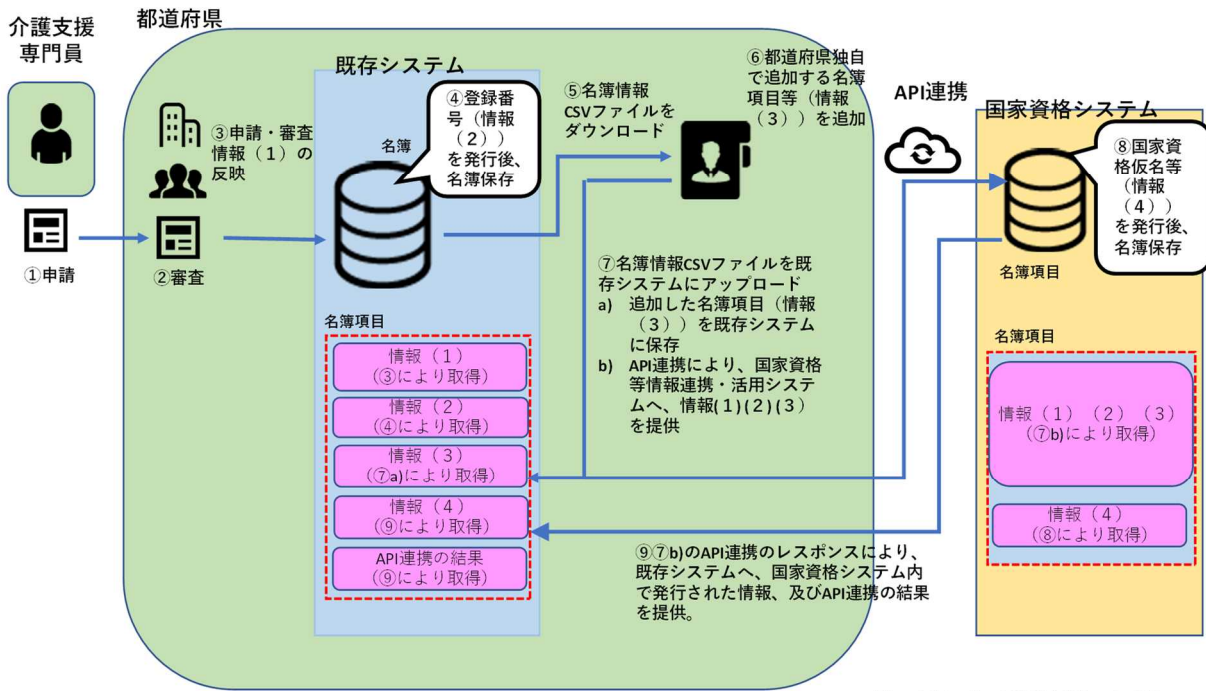 介護支援
専門員
都道府県
既存システム
④登録番
号（情報
（２））
を発行後、
名簿保存
名簿
③申請・審査
情報（１）の
反映
①申請
②審査
⑤名簿情報
CSVファイルを
ダウンロード
⑥都道府県独自
で追加する名簿
項目等（情報
（３））を追加
API連携
国家資格システム
⑧国家資
格仮名等
（情報
（４））
を発行後、
名簿保存
名簿項目
⑦名簿情報CSVファイルを既
存システムにアップロード
a) 追加した名簿項目（情報
（３））を既存システム
に保存
b) API連携により、国家資格
等情報連携・活用システ
ムへ、情報(１)(２)(３)
を提供
名簿項目
情報（１）
（③により取得）
情報（２）
（④により取得）
情報（３）
（⑦a)により取得）
情報（４）
（⑨により取得）
API連携の結果
（⑨により取得）
名簿項目
情報（１）（２）（３）
（⑦b)により取得）
情報（４）
（⑧により取得）
⑨⑦b)のAPI連携のレスポンスにより、
既存システムへ、国家資格システム内
で発行された情報、及びAPI連携の結果
を提供。